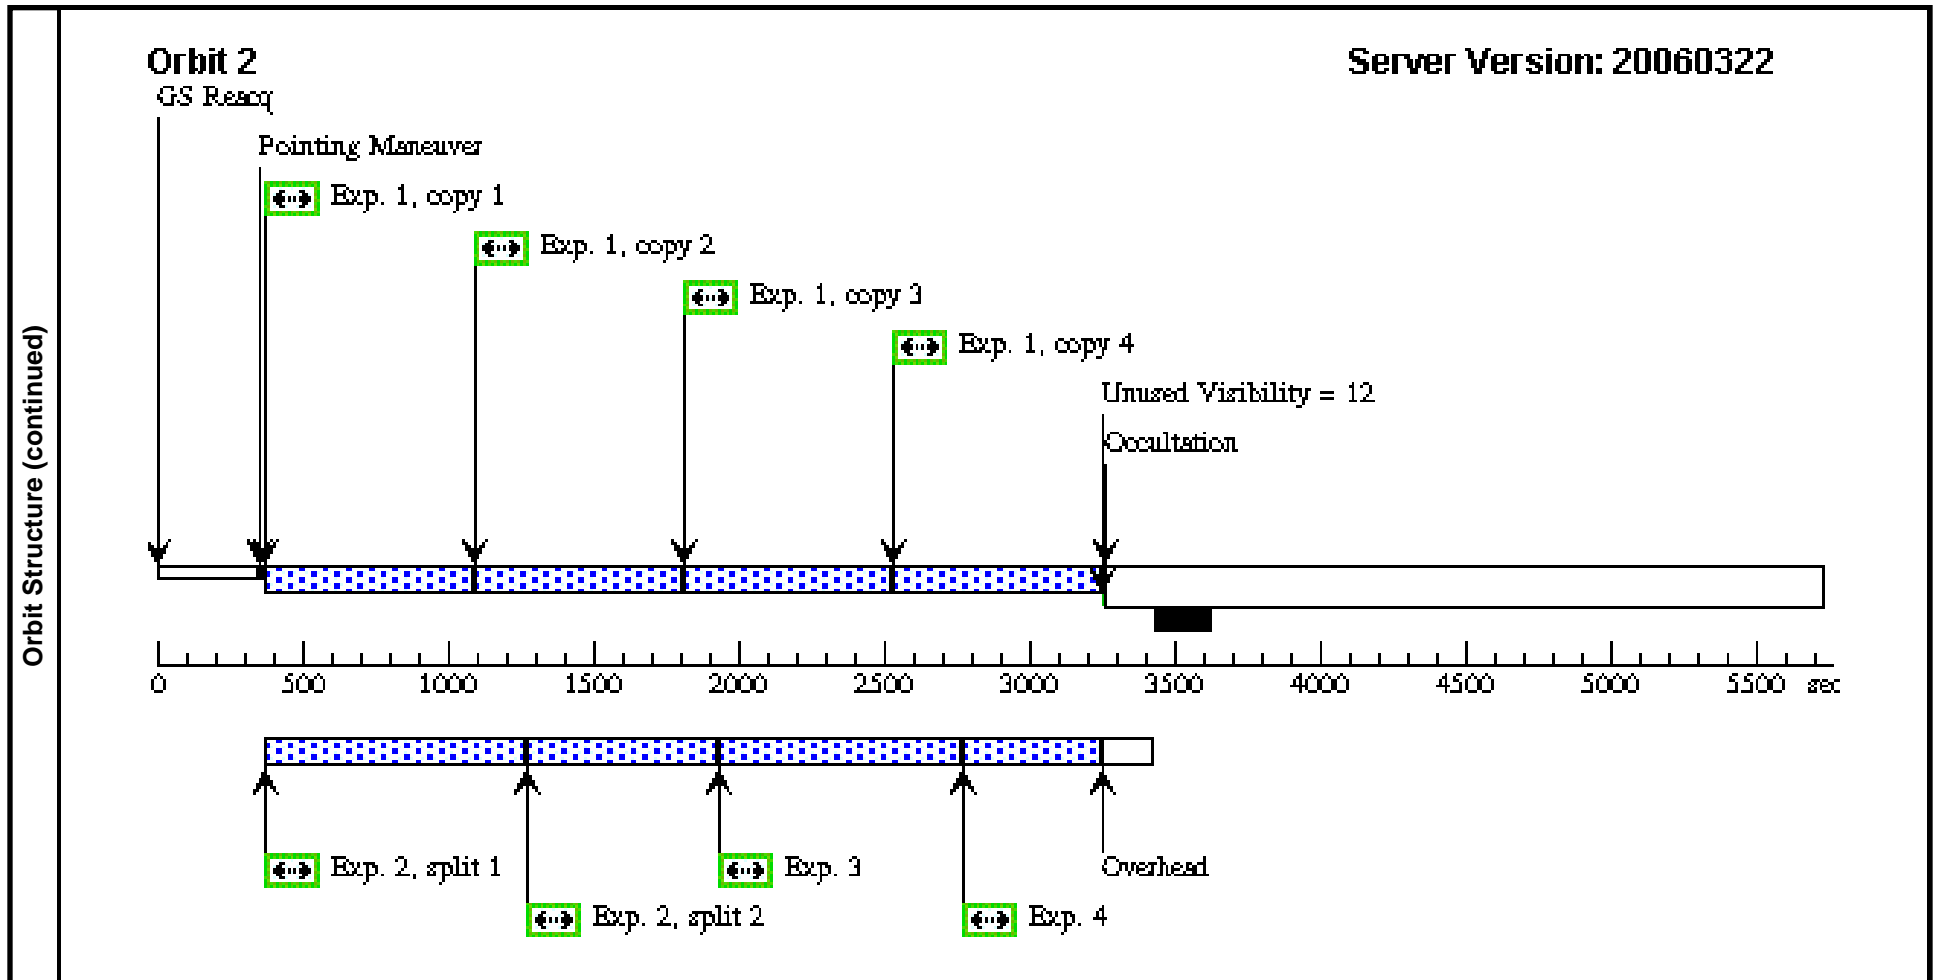 Orbit 2
Server Version: 20060322
GS Reacq
Pointing Maneuver
Exp. 1, copy 1
Exp. 1, copy 2
Exp. 1, copy 3
Exp. 1, copy 4
Unused Visibility = 12
Occultation
Orbit Structure (continued)
0 500 1000 1500 2000 2500 3000 3500 4000 4500 5000 5500 sec
Exp. 2, split 1
Exp. 3
Overhead
Exp. 2, split 2
Exp. 4